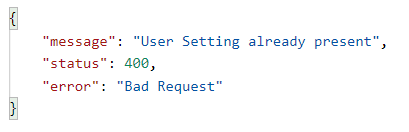 {
"message": "User Setting already present",
"status": 400,
"error": "Bad Request"
}